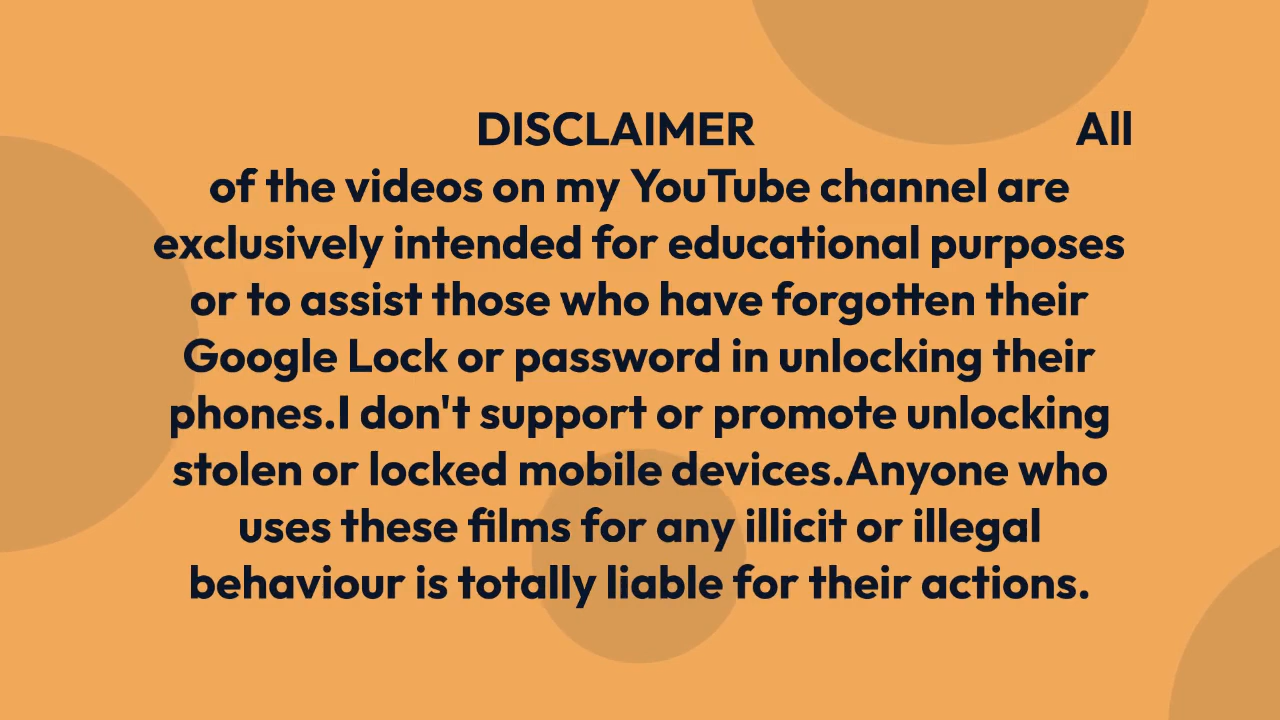 DISCLAIMER All
of the videos on my YouTube channel are
exclusively intended for educational purposes
or to assist those who have forgotten their
Google Lock or password in unlocking their
phones.I don't support or promote unlocking
stolen or locked mobile devices.Anyone who
uses these films for any illicit or illegal
behaviour is totally liable for their actions.